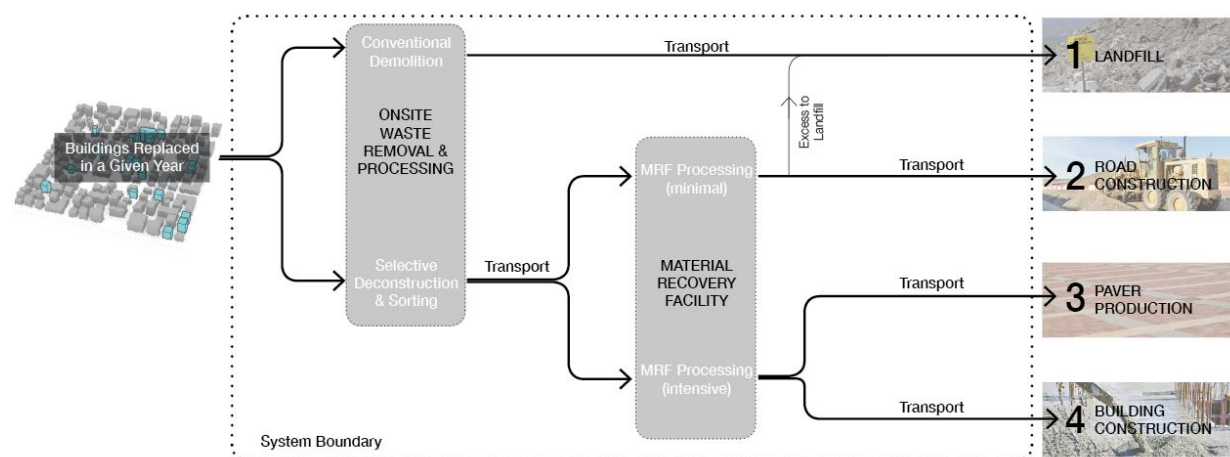 Buildings Replaced
in a Given Year
Conventional
Demolition
ONSITE
WASTE
REMOVAL &
PROCESSING
Selective
Deconstruction
& Sorting
Transport
Transport
Excess to
Landfill
MRF Processing
(minimal)
MATERIAL
RECOVERY
FACILITY
MRF Processing
(intensive)
Transport
Transport
Transport
1 LANDFILL
2 ROAD
CONSTRUCTION
3 PAVER
PRODUCTION
4 BUILDING
CONSTRUCTION
System Boundary